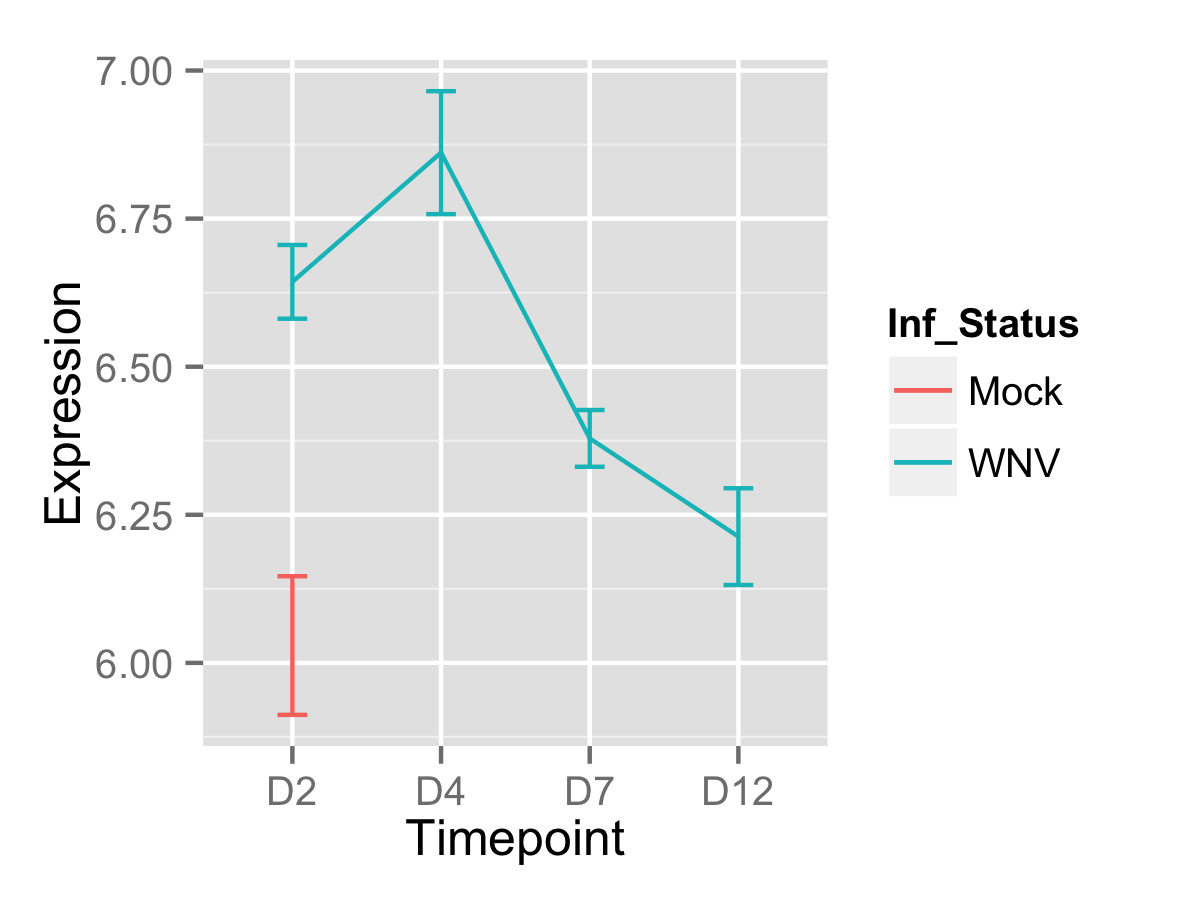 7.00
6.75
6.50
6.25
6.00
Expression
D2 D4 D7 D12
Timepoint
Inf_Status
Mock
WNV